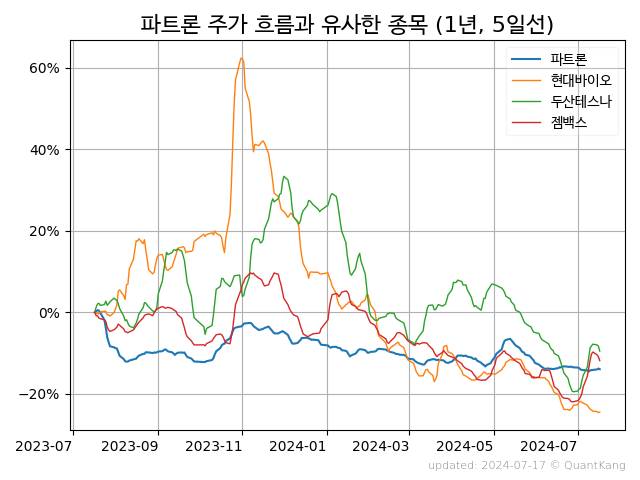 파트론 주가 흐름과 유사한 종목 (1년, 5일선)
파트론
현대바이오
두산테스나
젬백스
60%
40%
20%
0%
−20%
2023-07 2023-09 2023-11 2024-01 2024-03 2024-05 2024-07
updated: 2024-07-17 © QuantKang